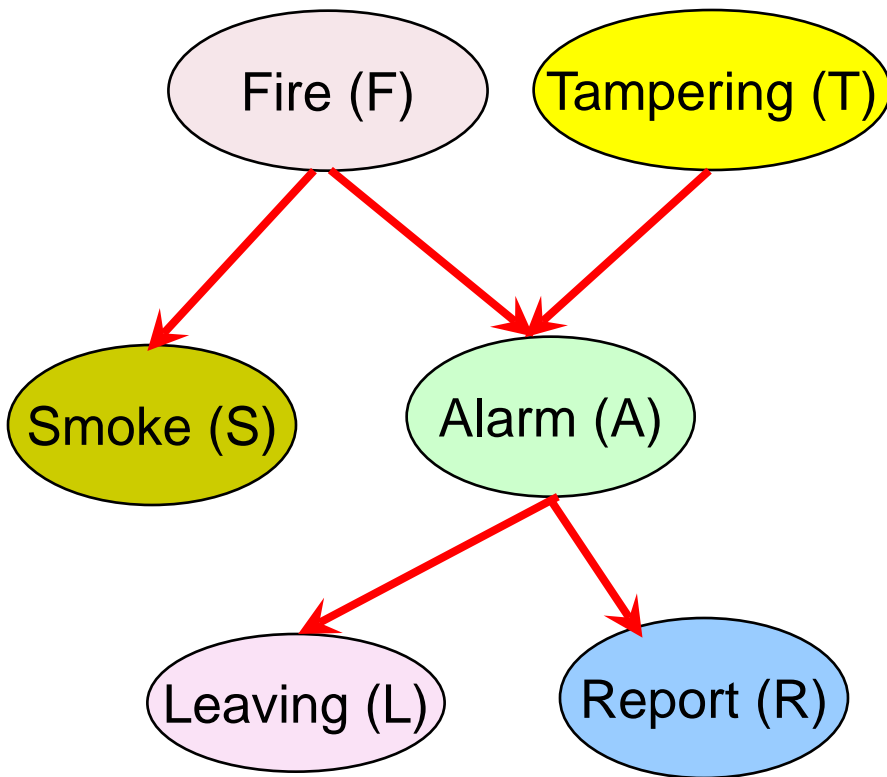 Fire (F)
Tampering (T)
Smoke (S)
Alarm (A)
Leaving (L)
Report (R)